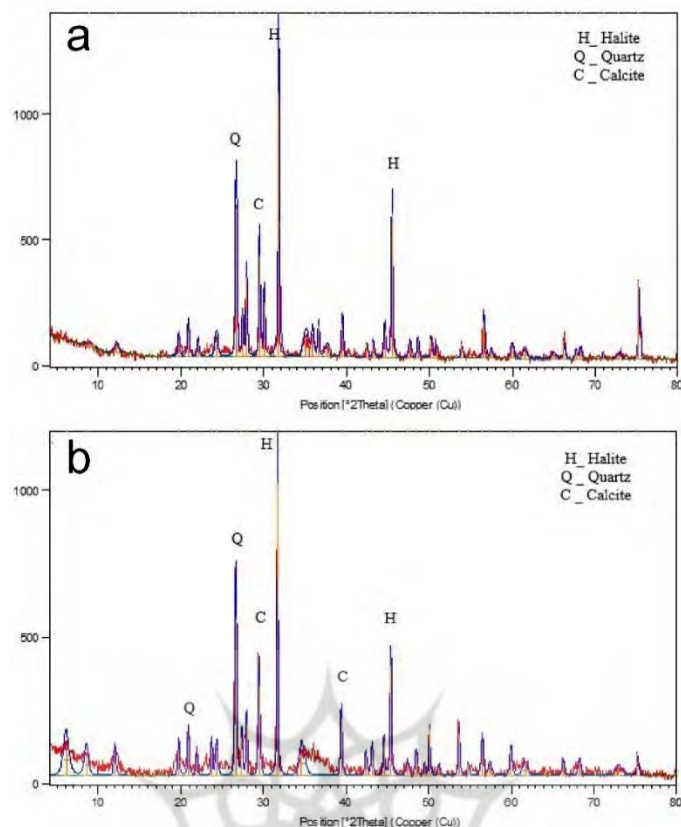 a
H
H_ Halite
Q _ Quartz
C _ Calcite
1000
Q
H
C
500
0
10 20 30 40 50 60 70 80
Position [°2Theta] (Copper (Cu))
b
H
H_ Halite
Q _ Quartz
C _ Calcite
1000
Q
C
H
500
C
Q
0
10 20 30 40 50 60 70 80
Position [°2Theta] (Copper (Cu))